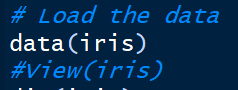 # Load the data
data(iris)
#View(iris)